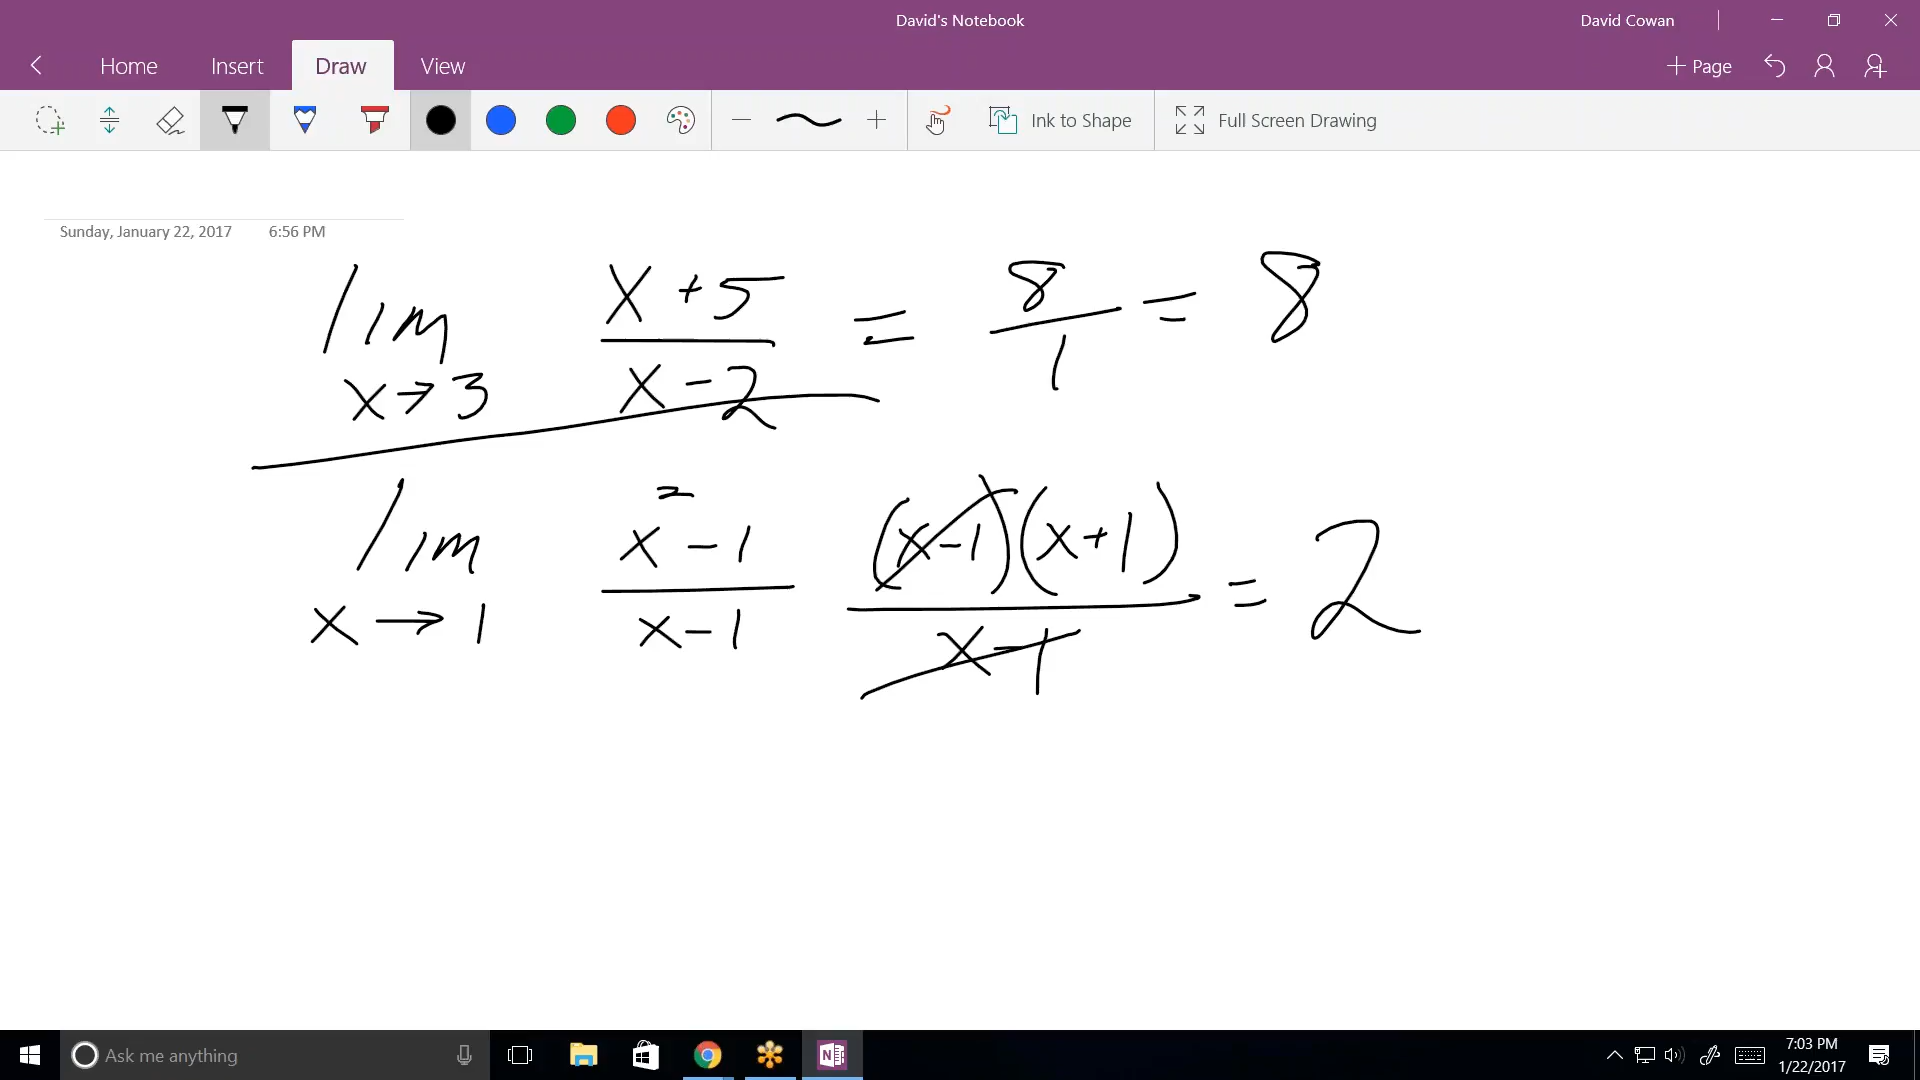 David's Notebook
David Cowan
Home Insert Draw View
+ Page
Ink to Shape
Full Screen Drawing
Sunday, January 22, 2017 6:56 PM
lim x→3 (x+5)/(x-2) = 8/1 = 8
lim x→1 (x²-1)/(x-1) (x-1)(x+1)/(x-1) = 2
Ask me anything
7:03 PM
1/22/2017